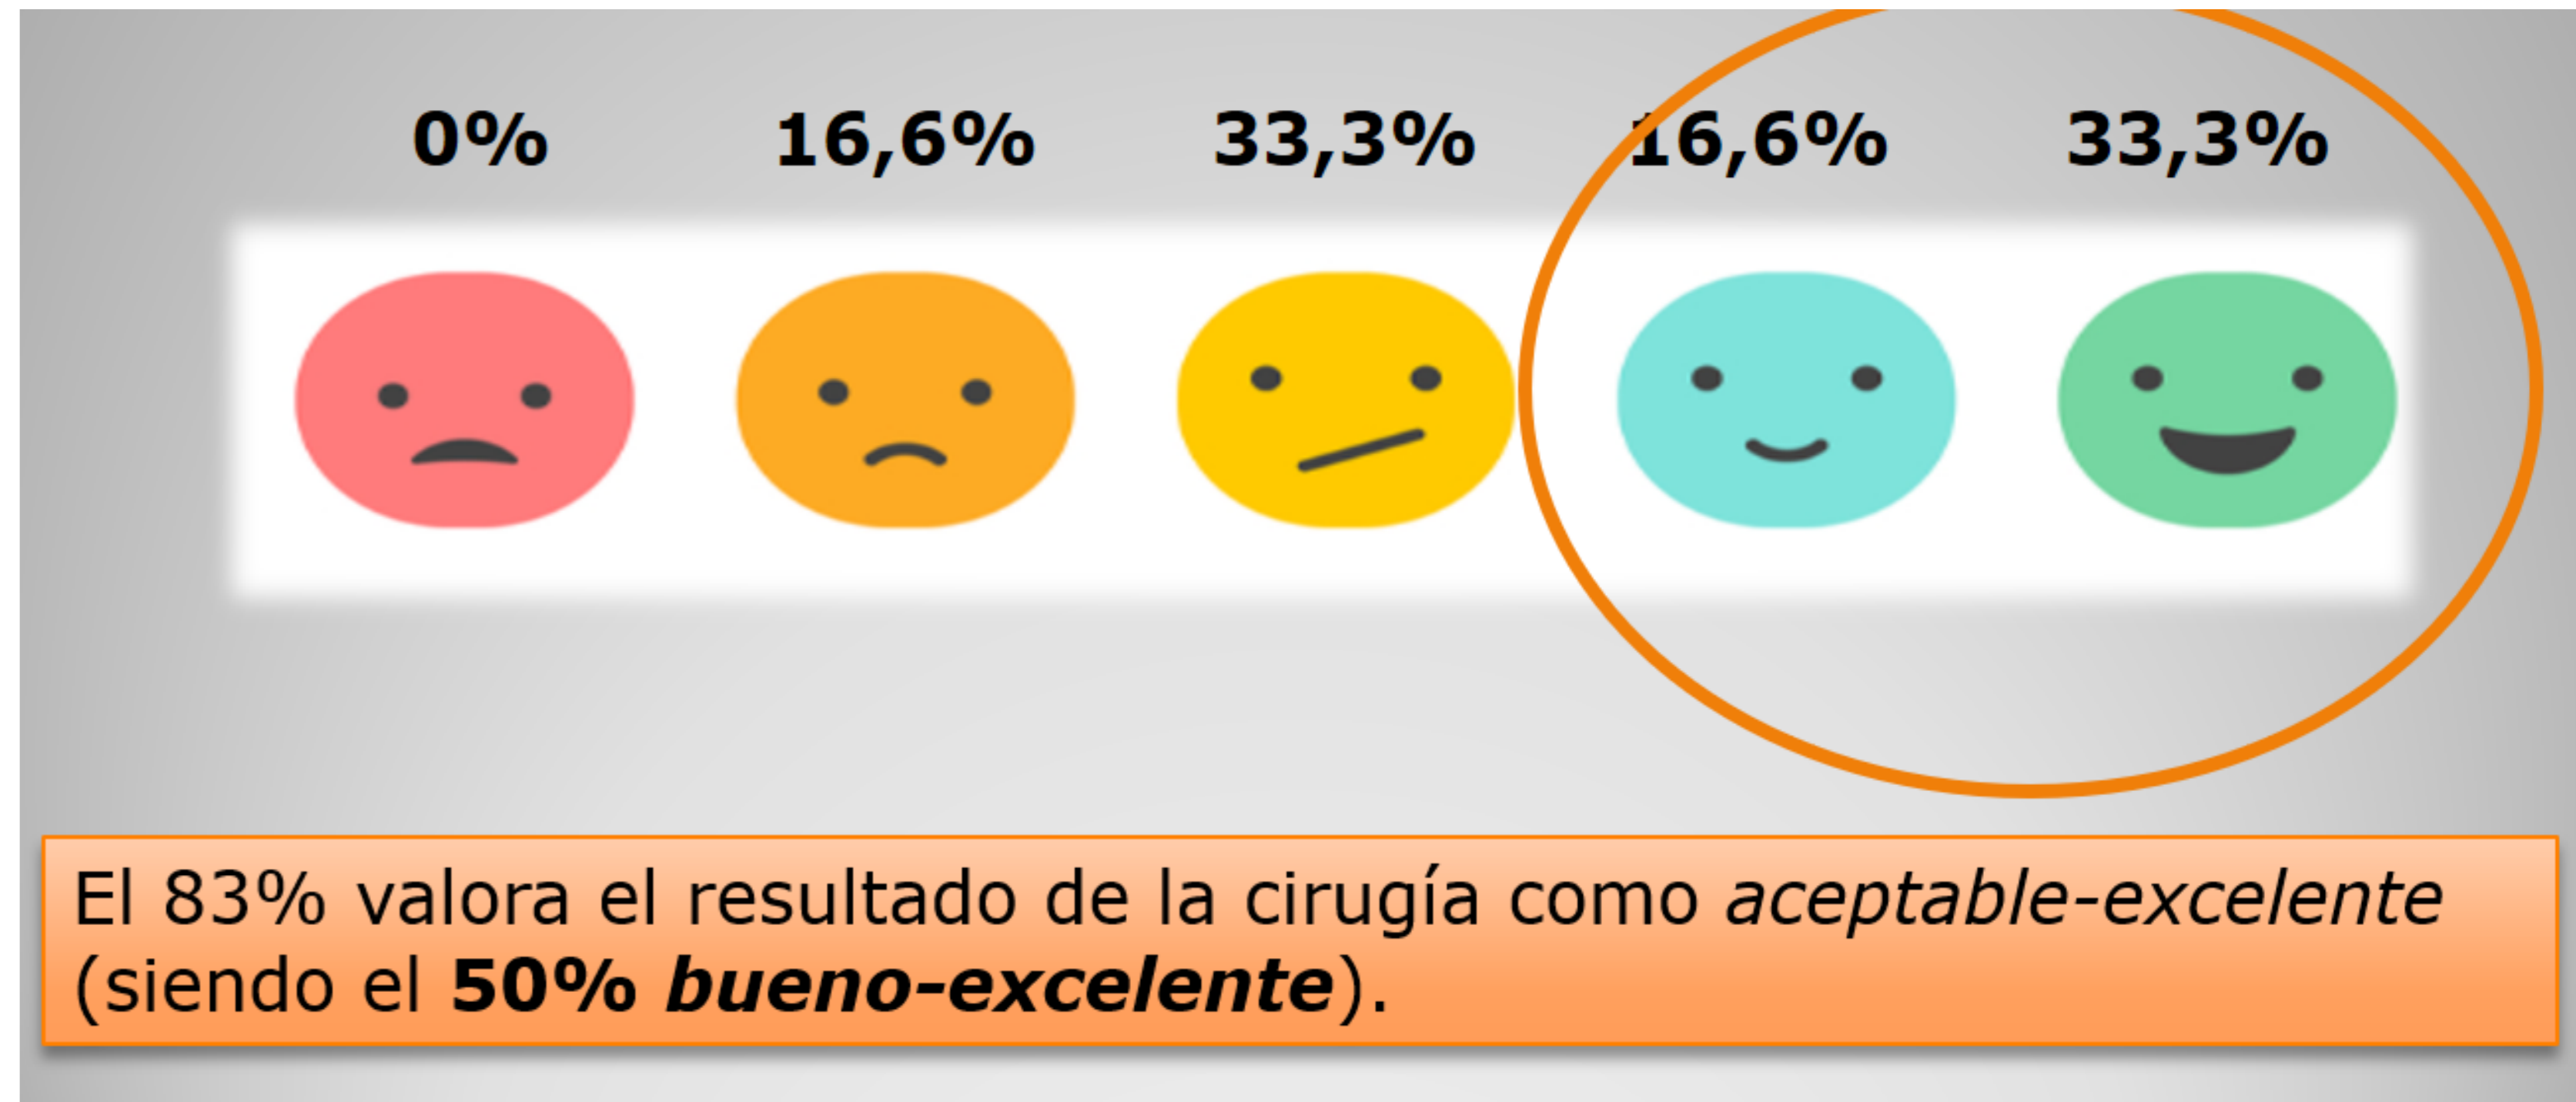 0% 16,6% 33,3% 16,6% 33,3%
El 83% valora el resultado de la cirugía como aceptable-excelente
(siendo el 50% bueno-excelente).